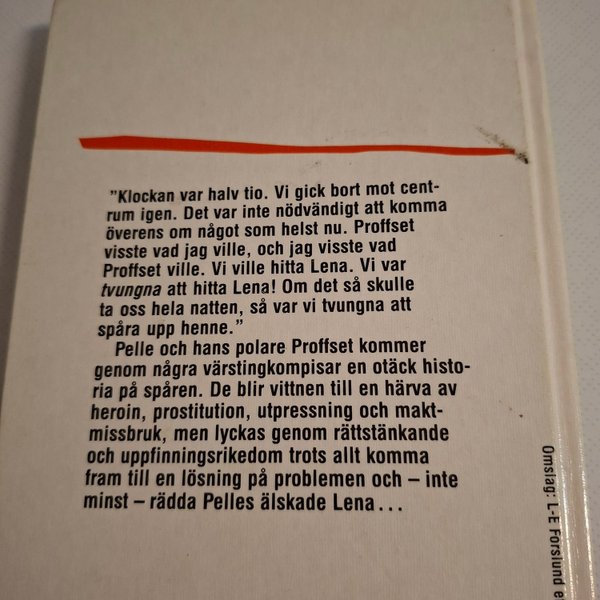 ”Klockan var halv tio. Vi gick bort mot cent-
rum igen. Det var inte nödvändigt att komma
överens om något som helst nu. Proffset
visste vad jag ville, och jag visste vad
Proffset ville. Vi ville hitta Lena. Vi var
tvungna att hitta Lena! Om det så skulle
ta oss hela natten, så var vi tvungna att
spåra upp henne.”
Pelle och hans polare Proffset kommer
genom några värstingkompisar en otäck histo-
ria på spåren. De blir vittnen till en härva av
heroin, prostitution, utpressning och makt-
missbruk, men lyckas genom rättstänkande
och uppfinningsrikedom trots allt komma
fram till en lösning på problemen och – inte
minst – rädda Pelles älskade Lena...
Omslag: L-E Forslund e